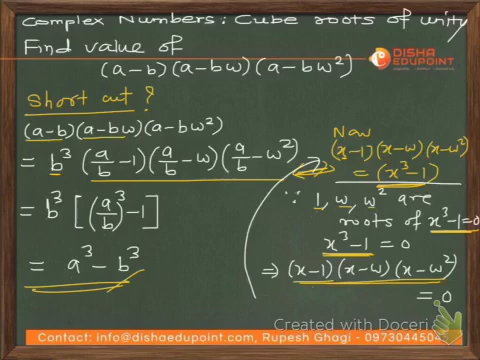 Complex Numbers: Cube roots of unity
Find value of
(a-b)(a-bω)(a-bω²)
DISHA
EDUPOINT
Short cut?
(a-b)(a-bω)(a-bω²)
= b³(a/b -1)(a/b -ω)(a/b -ω²)
= b³[(a/b)³-1]
= a³-b³
Now
(x-1)(x-ω)(x-ω²)
= (x³-1)
∵ 1, ω, ω² are
roots of x³-1=0
x³-1 = 0
⇒ (x-1)(x-ω)(x-ω²)
= 0
Created with Doceri
Contact: info@dishaedupoint.com, Rupesh Ghagi - 0973044504